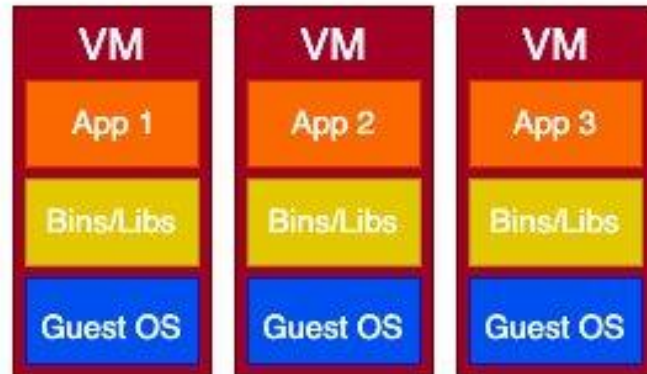 VM
App 1
Bins/Libs
Guest OS
VM
App 2
Bins/Libs
Guest OS
VM
App 3
Bins/Libs
Guest OS